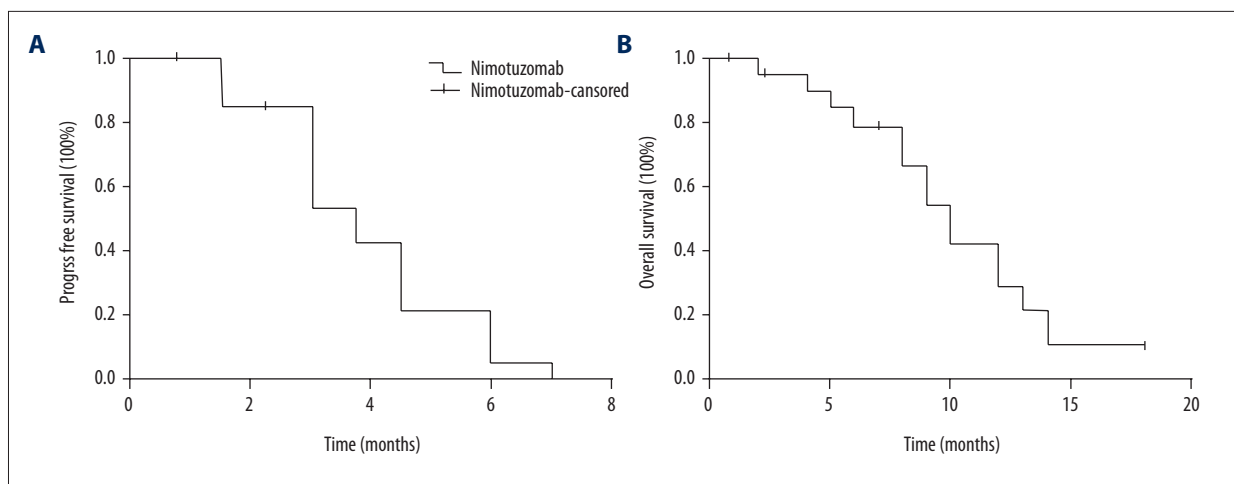 A
B
1.0
0.8
0.6
0.4
0.2
0.0
0
2
4
6
8
Progrss free survival (100%)
Time (months)
Nimotuzomab
Nimotuzomab-cansored
1.0
0.8
0.6
0.4
0.2
0.0
0
5
10
15
20
Overall survival (100%)
Time (months)